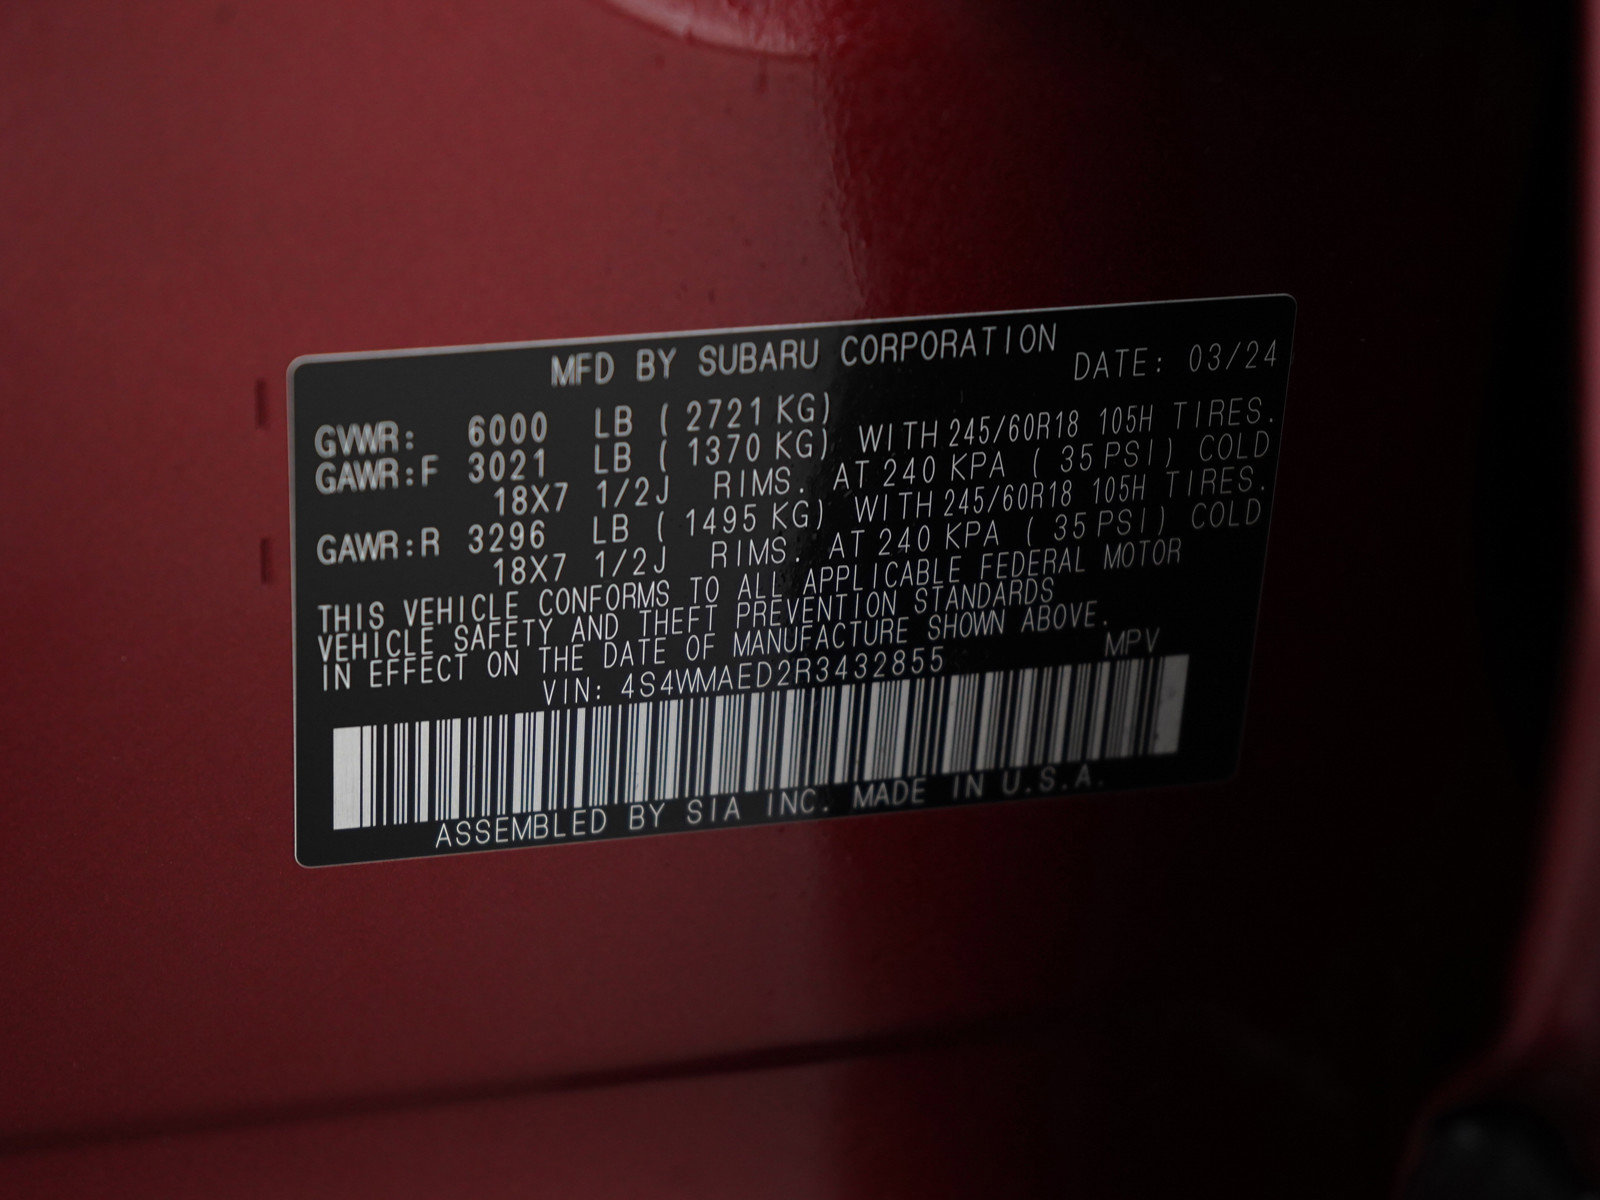 MFD BY SUBARU CORPORATION DATE: 03/24
GVWR: 6000 LB ( 2721 KG)
GAWR:F 3021 LB ( 1370 KG) WITH 245/60R18 105H TIRES.
18X7 1/2J RIMS. AT 240 KPA ( 35 PSI) COLD
GAWR:R 3296 LB ( 1495 KG) WITH 245/60R18 105H TIRES.
18X7 1/2J RIMS. AT 240 KPA ( 35 PSI) COLD
THIS VEHICLE CONFORMS TO ALL APPLICABLE FEDERAL MOTOR
VEHICLE SAFETY AND THEFT PREVENTION STANDARDS
IN EFFECT ON THE DATE OF MANUFACTURE SHOWN ABOVE.
VIN: 4S4WMAED2R3432855 MPV
ASSEMBLED BY SIA INC. MADE IN U.S.A.